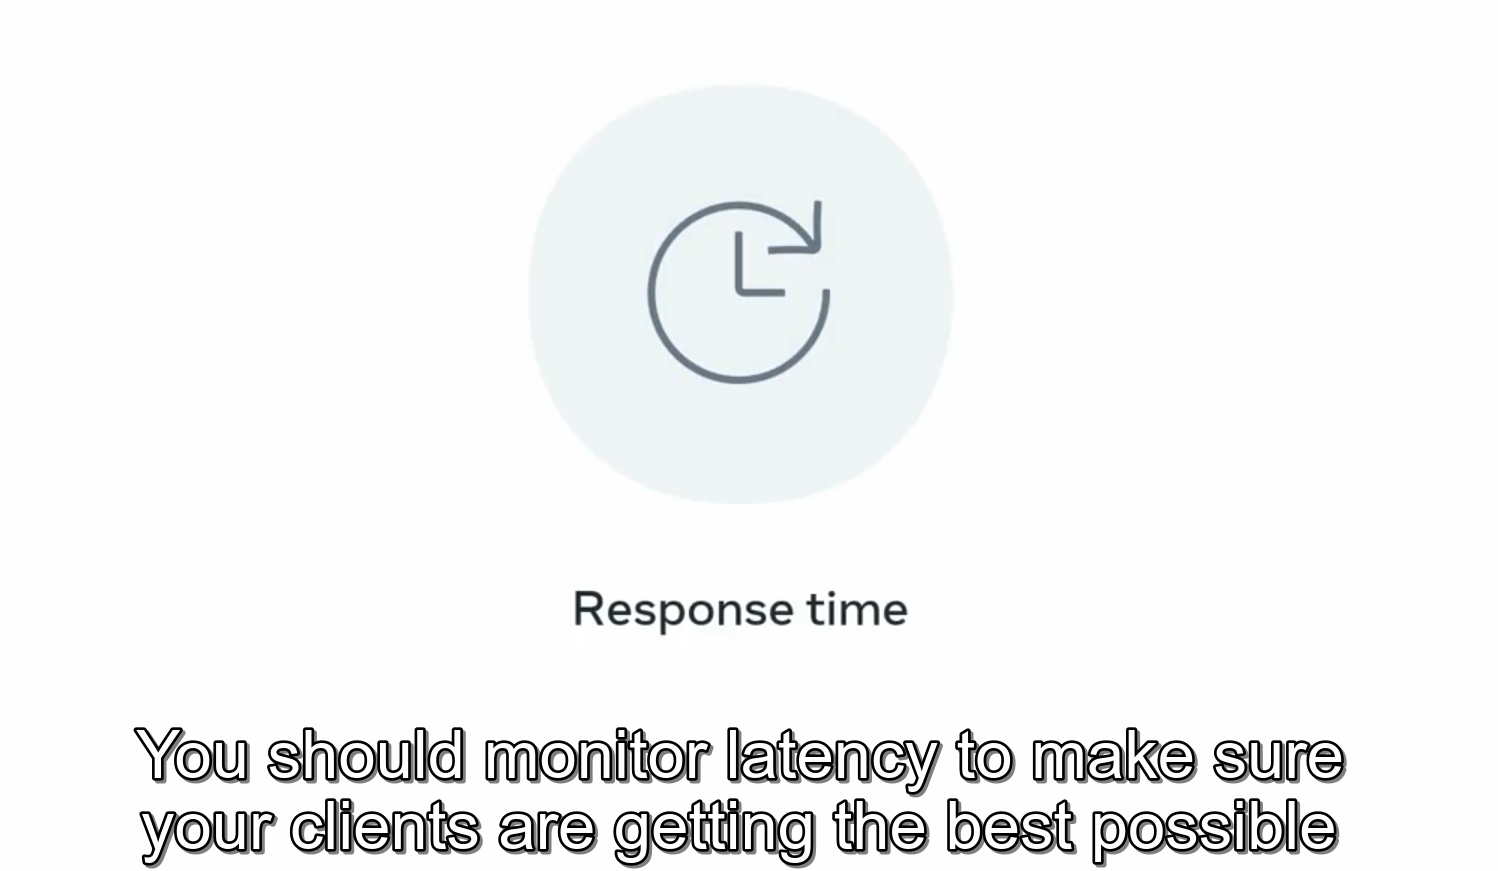 Response time
You should monitor latency to make sure
your clients are getting the best possible